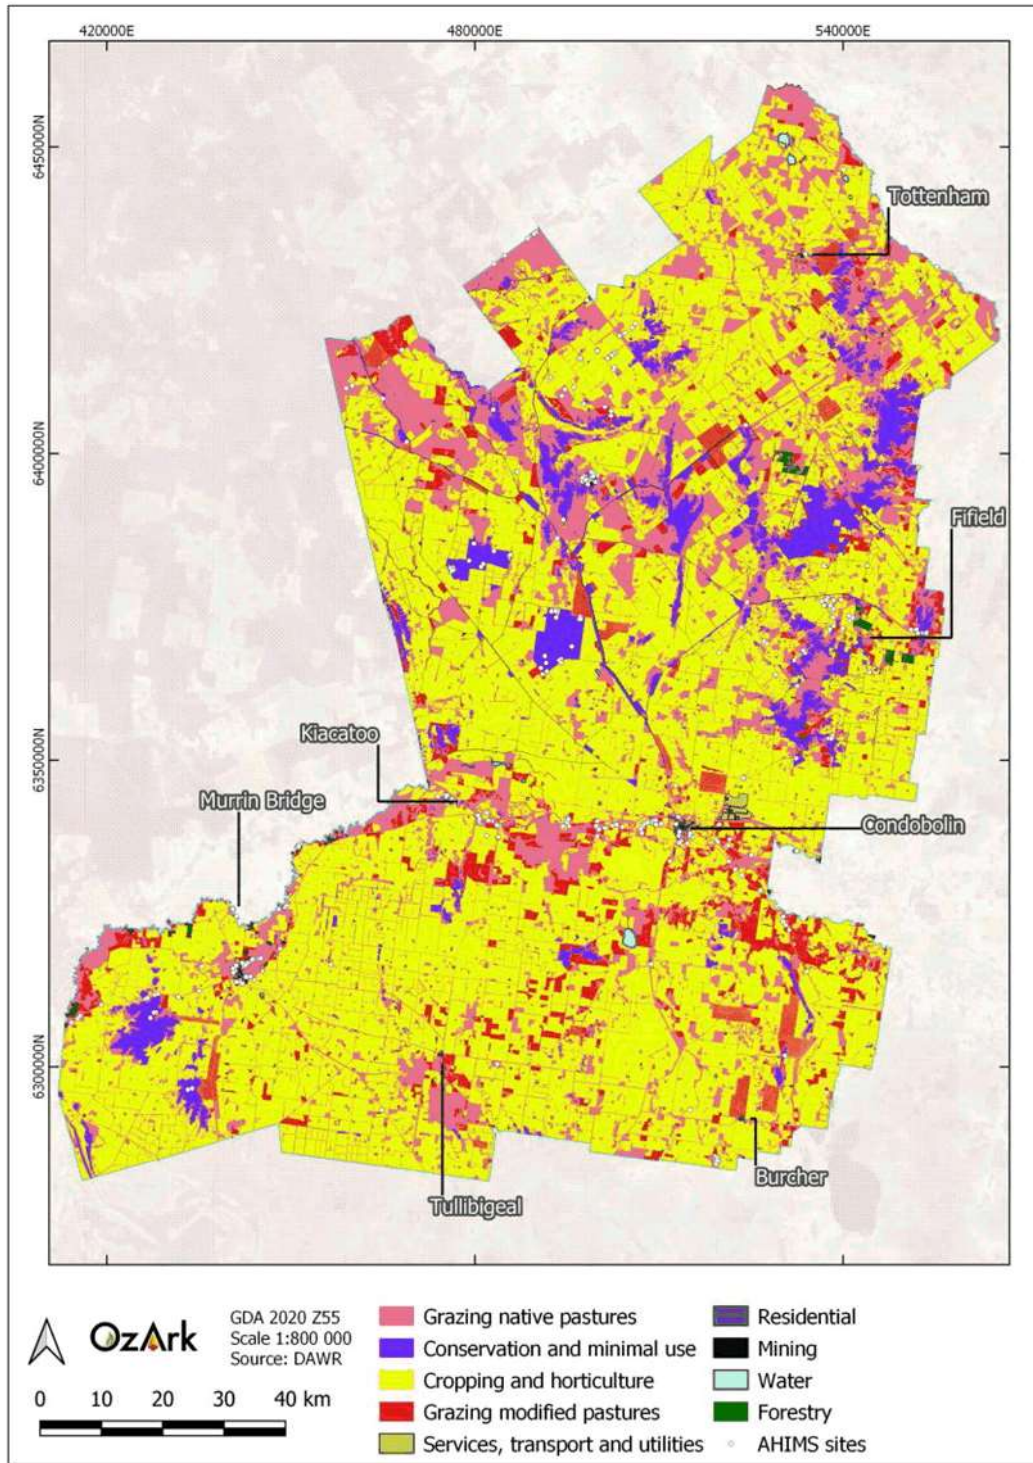 420000E 480000E 540000E
6450000N
Tottenham
6400000N
Fifield
Kiacatoo
6350000N
Murrin Bridge
Condobolin
6300000N
Burcher
Tullibigeal
OzArk
GDA 2020 Z55
Scale 1:800 000
Source: DAWR
0 10 20 30 40 km
Grazing native pastures
Conservation and minimal use
Cropping and horticulture
Grazing modified pastures
Services, transport and utilities
Residential
Mining
Water
Forestry
AHIMS sites